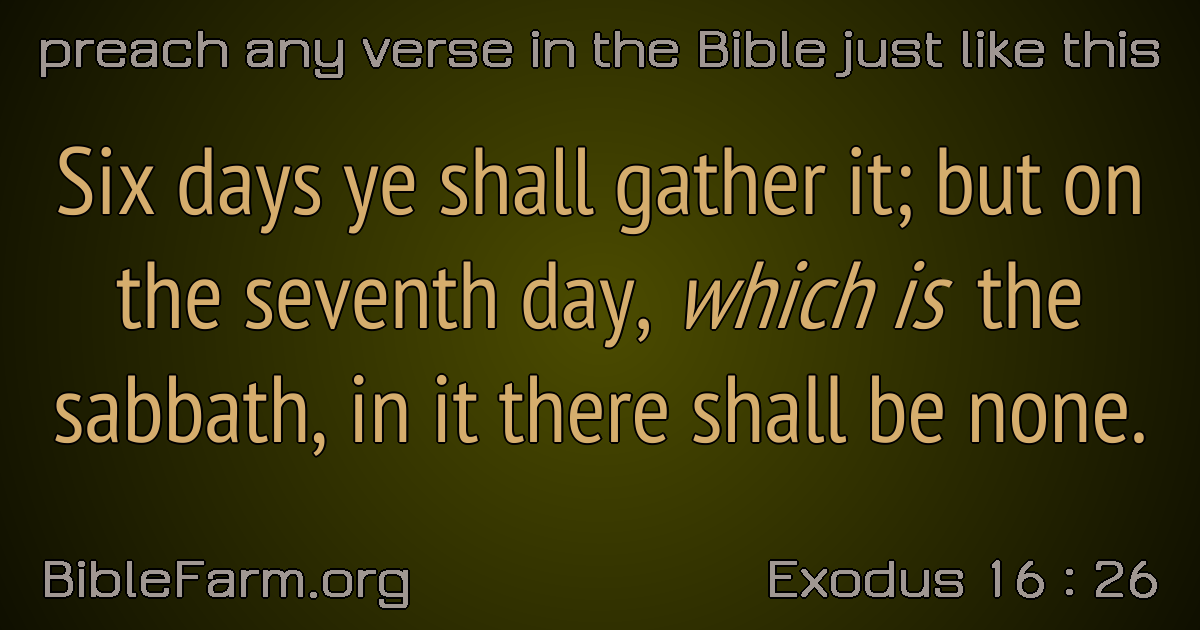 preach any verse in the Bible just like this
Six days ye shall gather it; but on
the seventh day, which is the
sabbath, in it there shall be none.
BibleFarm.org
Exodus 16 : 26